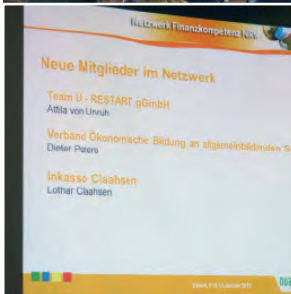 Netzwerk Finanzkompetenz NRW
Neue Mitglieder im Netzwerk
Team U - RESTART gGmbH
Attila von Unruh
Verband Ökonomische Bildung an allgemeinbildenden
Dieter Peters
Inkasso Claahsen
Lothar Claahsen